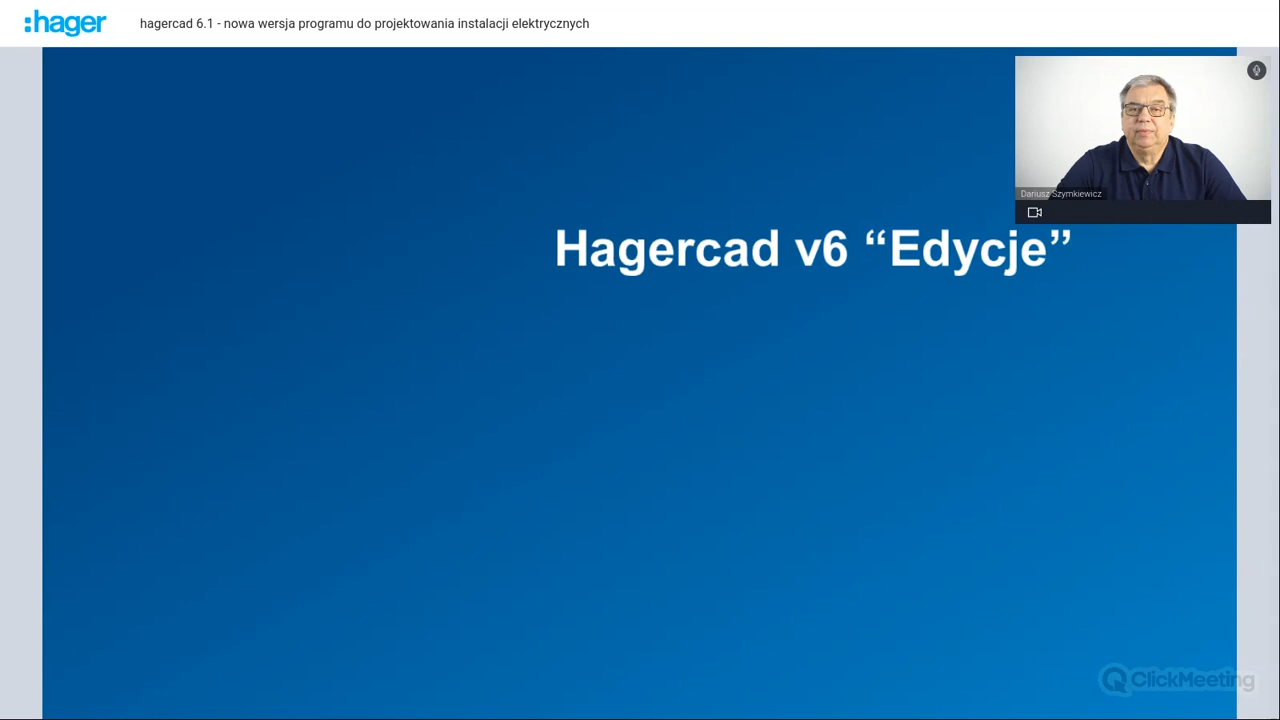 :hager
hagercad 6.1 - nowa wersja programu do projektowania instalacji elektrycznych
Dariusz Szymkiewicz
Hagercad v6 “Edycje”
ClickMeeting